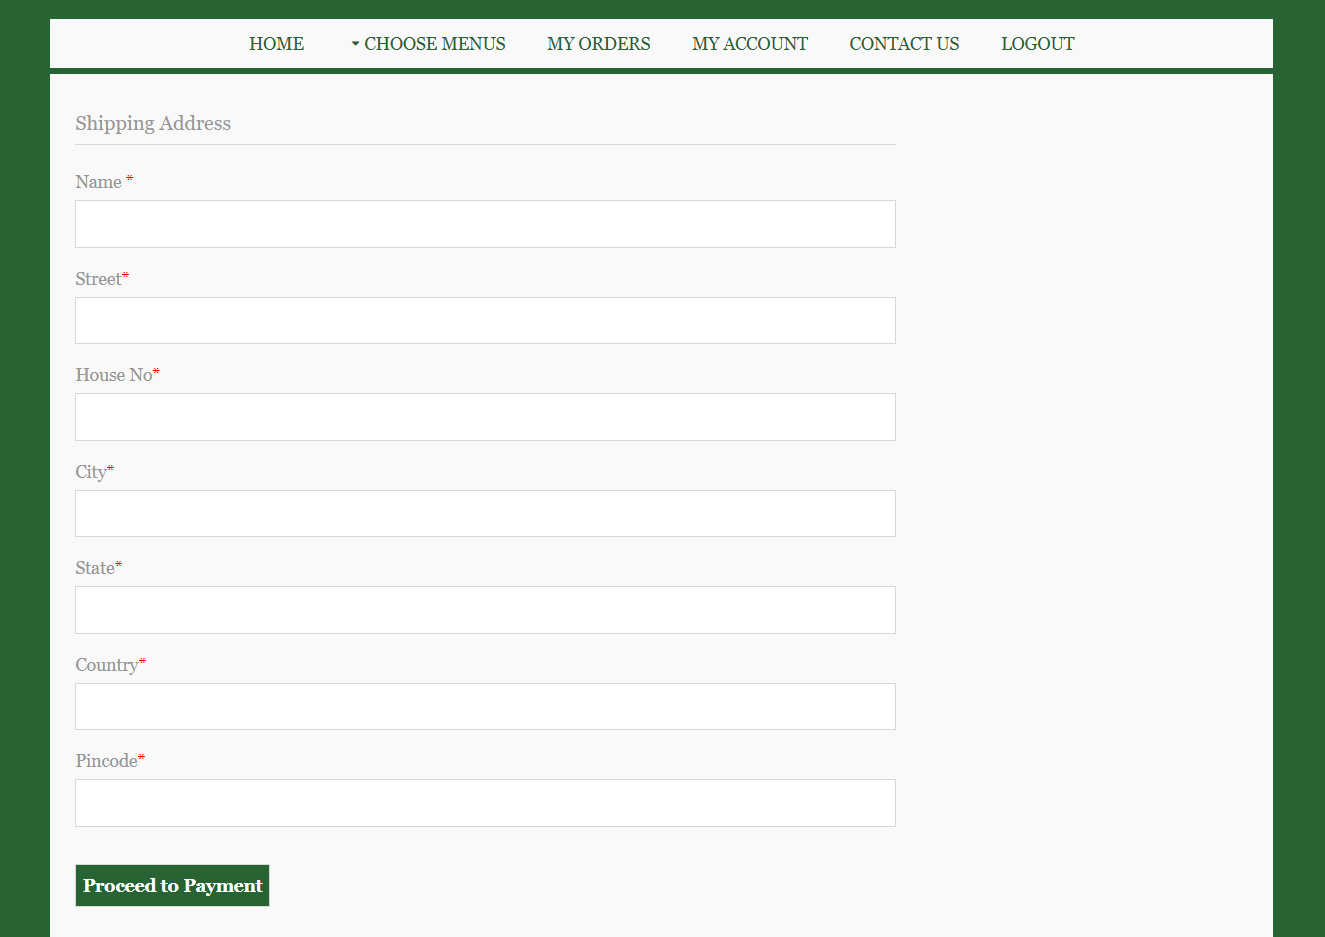 HOME CHOOSE MENUS MY ORDERS MY ACCOUNT CONTACT US LOGOUT
Shipping Address
Name *
Street*
House No*
City*
State*
Country*
Pincode*
Proceed to Payment